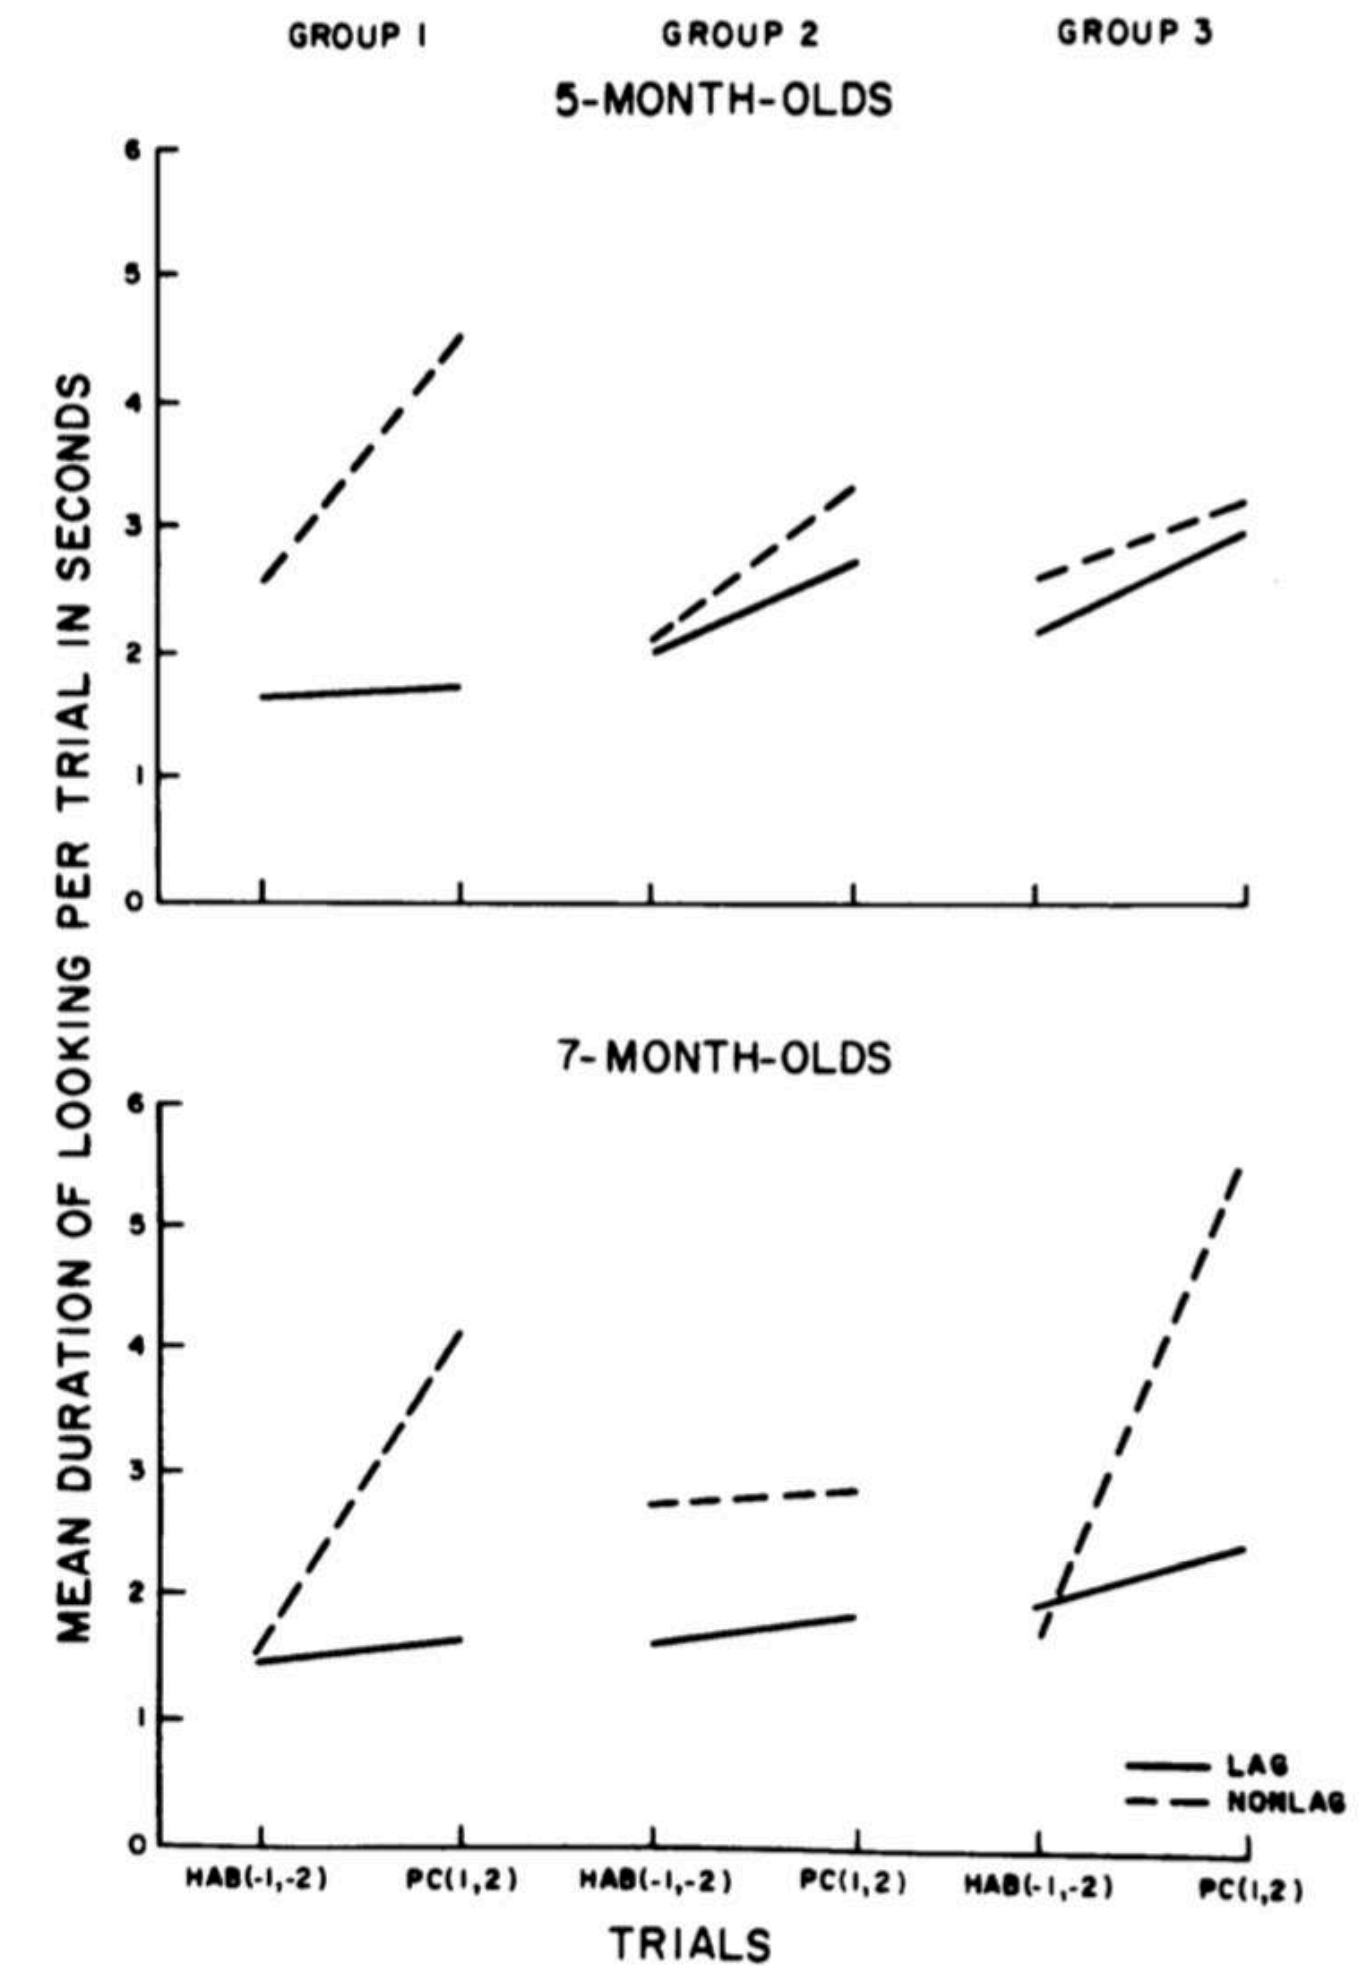 GROUP 1 GROUP 2 GROUP 3
5-MONTH-OLDS
6
5
4
3
2
1
0
MEAN DURATION OF LOOKING PER TRIAL IN SECONDS
7-MONTH-OLDS
6
5
4
3
2
1
0
LAG
NONLAG
HAB(-1,-2) PC(1,2) HAB(-1,-2) PC(1,2) HAB(-1,-2) PC(1,2)
TRIALS